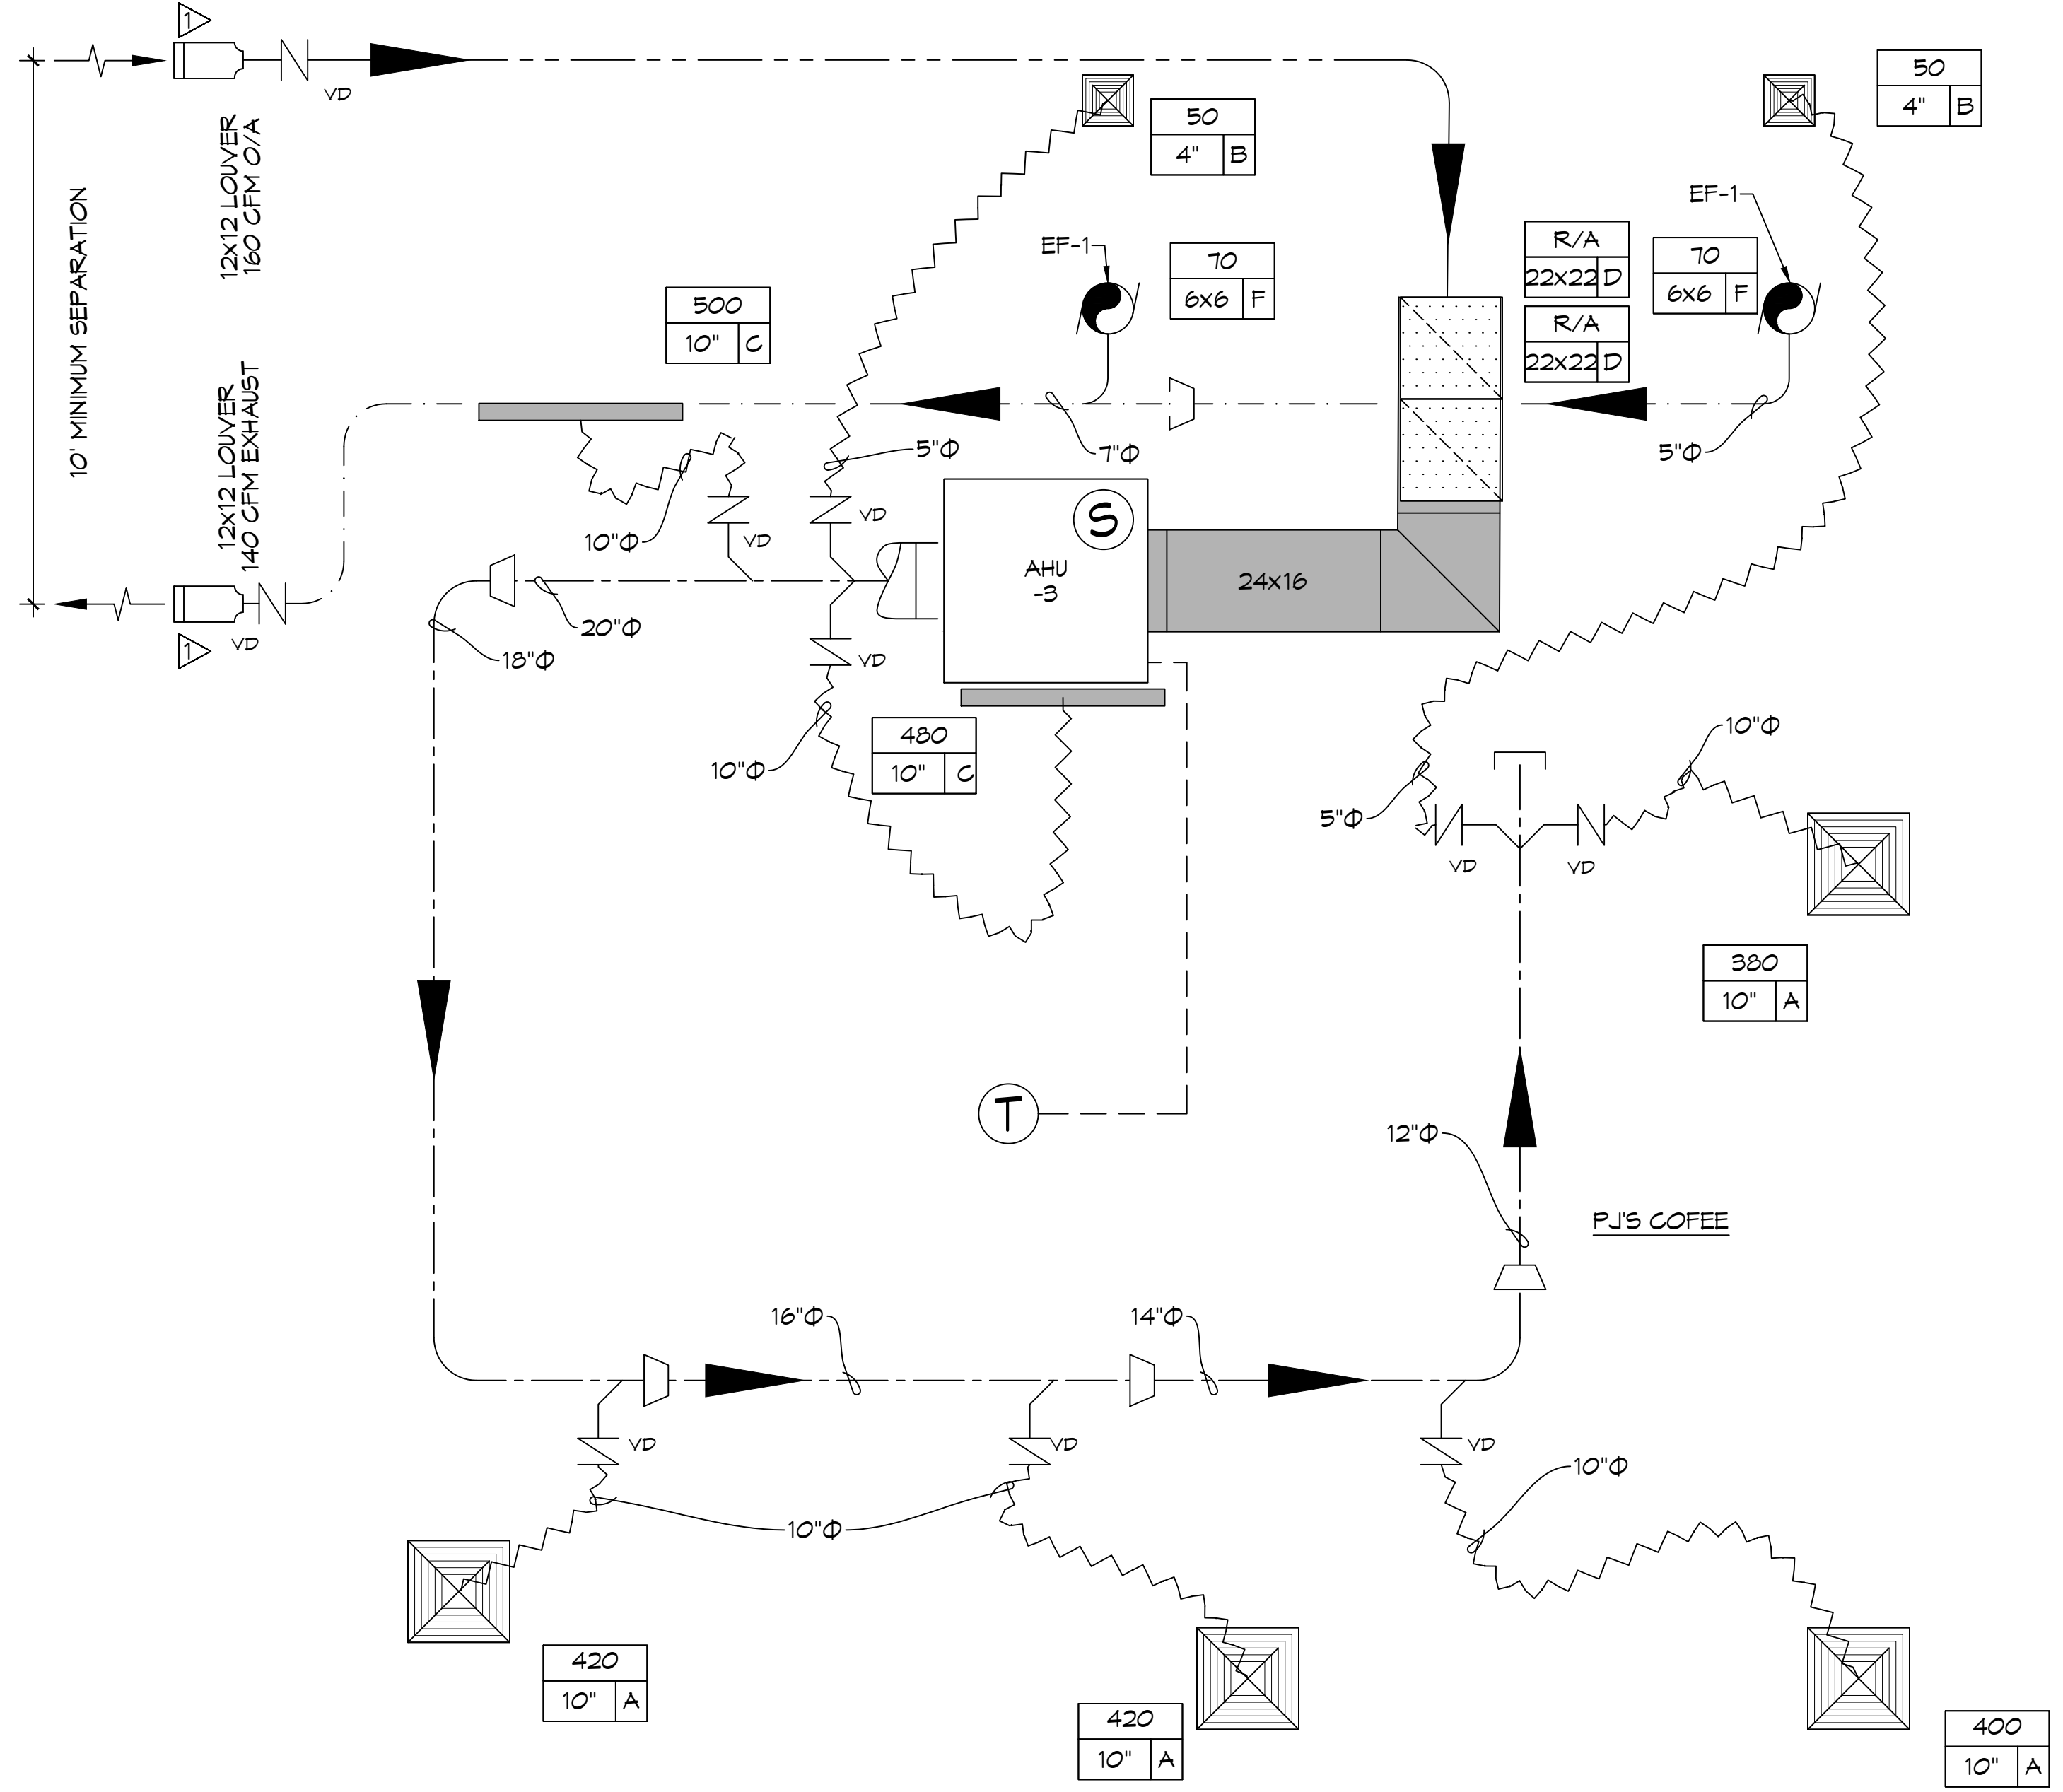 1
VD
12x12 LOUVER
160 CFM O/A
10' MINIMUM SEPARATION
12x12 LOUVER
140 CFM EXHAUST
1
VD
50
4" B
50
4" B
EF-1
EF-1
70
6x6 F
R/A
22x22 D
R/A
22x22 D
70
6x6 F
500
10" C
5"Φ
7"Φ
5"Φ
10"Φ
VD
VD
S
AHU
-3
24x16
20"Φ
18"Φ
VD
10"Φ
480
10" C
10"Φ
5"Φ
VD
VD
380
10" A
T
12"Φ
PJ'S COFEE
16"Φ
14"Φ
VD
VD
VD
10"Φ
10"Φ
420
10" A
420
10" A
400
10" A